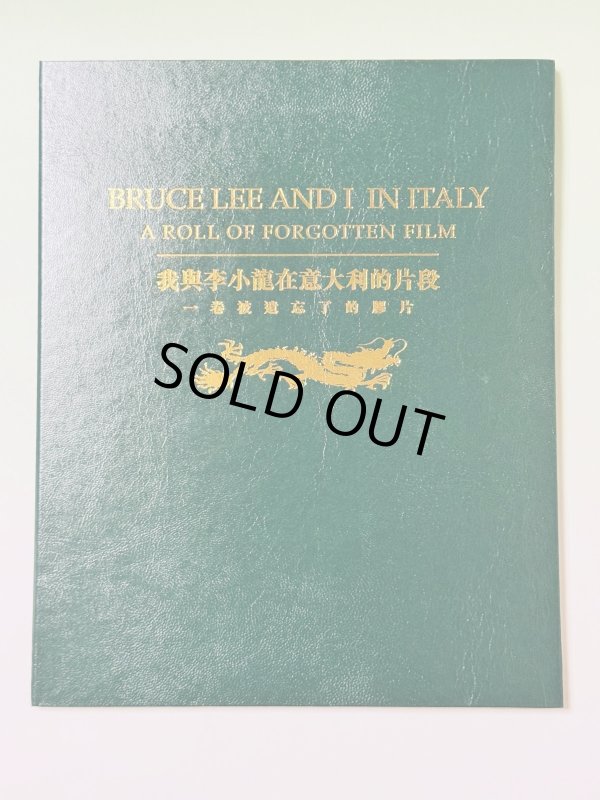 BRUCE LEE AND I IN ITALY
A ROLL OF FORGOTTEN FILM
我與李小龍在意大利的片段
一卷被遺忘了的膠片
SOLD OUT